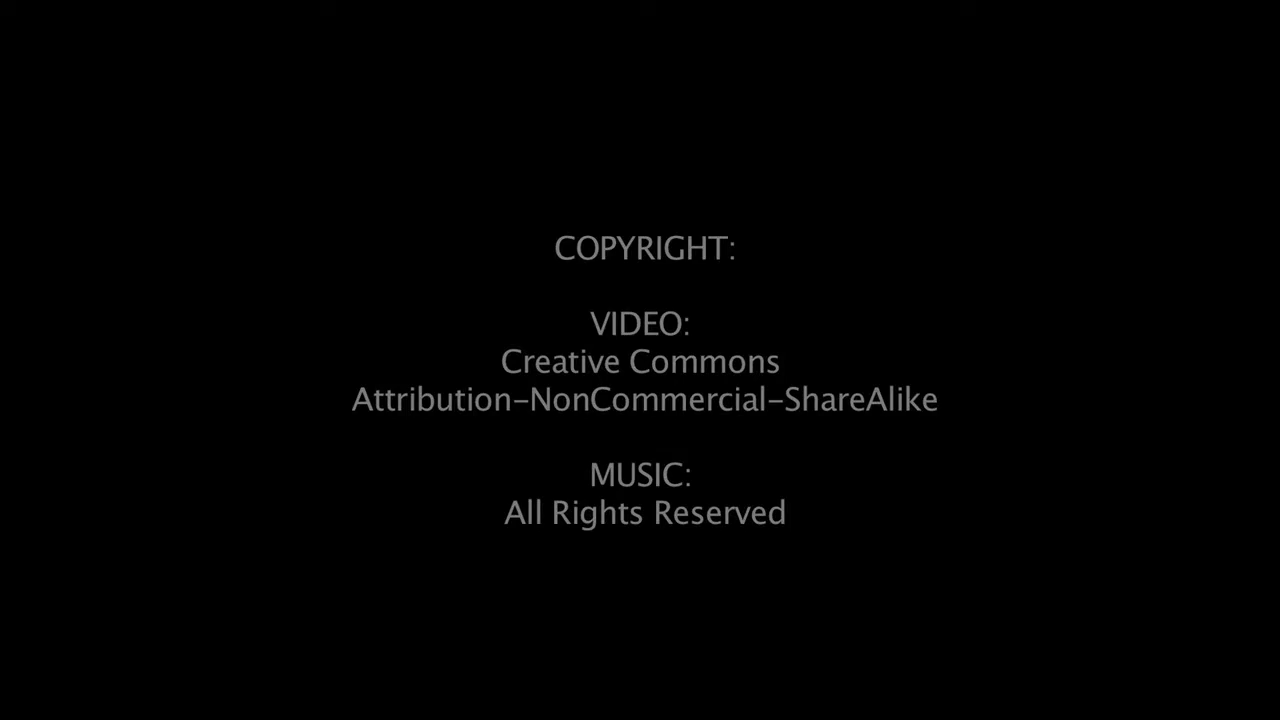 COPYRIGHT:
VIDEO:
Creative Commons
Attribution-NonCommercial-ShareAlike
MUSIC:
All Rights Reserved